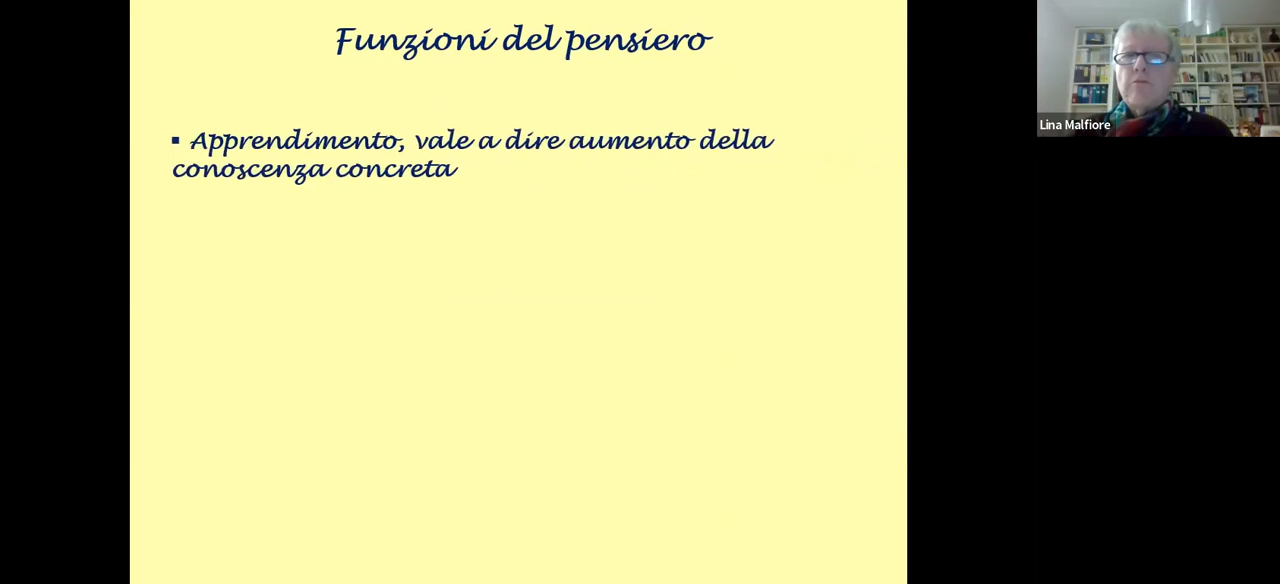 Funzioni del pensiero
▪ Apprendimento, vale a dire aumento della
conoscenza concreta
Lina Malfiore